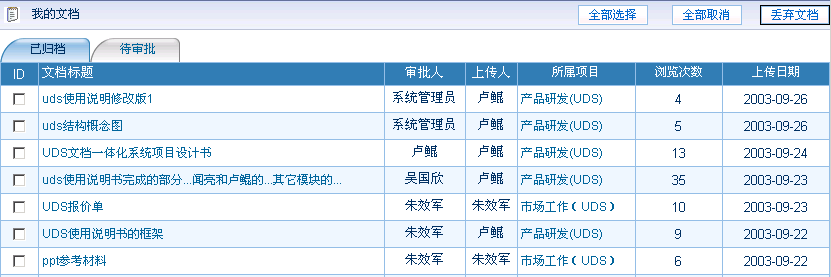 我的文档 全部选择 全部取消 丢弃文档
已归档 待审批
ID 文档标题 审批人 上传人 所属项目 浏览次数 上传日期
uds使用说明修改版1 系统管理员 卢鲲 产品研发(UDS) 4 2003-09-26
uds结构概念图 系统管理员 卢鲲 产品研发(UDS) 5 2003-09-26
UDS文档一体化系统项目设计书 卢鲲 卢鲲 产品研发(UDS) 13 2003-09-24
uds使用说明书完成的部分...闻亮和卢鲲的...其它模块的... 吴国欣 卢鲲 产品研发(UDS) 35 2003-09-23
UDS报价单 朱效军 朱效军 市场工作(UDS) 10 2003-09-23
UDS使用说明书的框架 朱效军 卢鲲 产品研发(UDS) 9 2003-09-22
ppt参考材料 朱效军 朱效军 市场工作(UDS) 6 2003-09-22